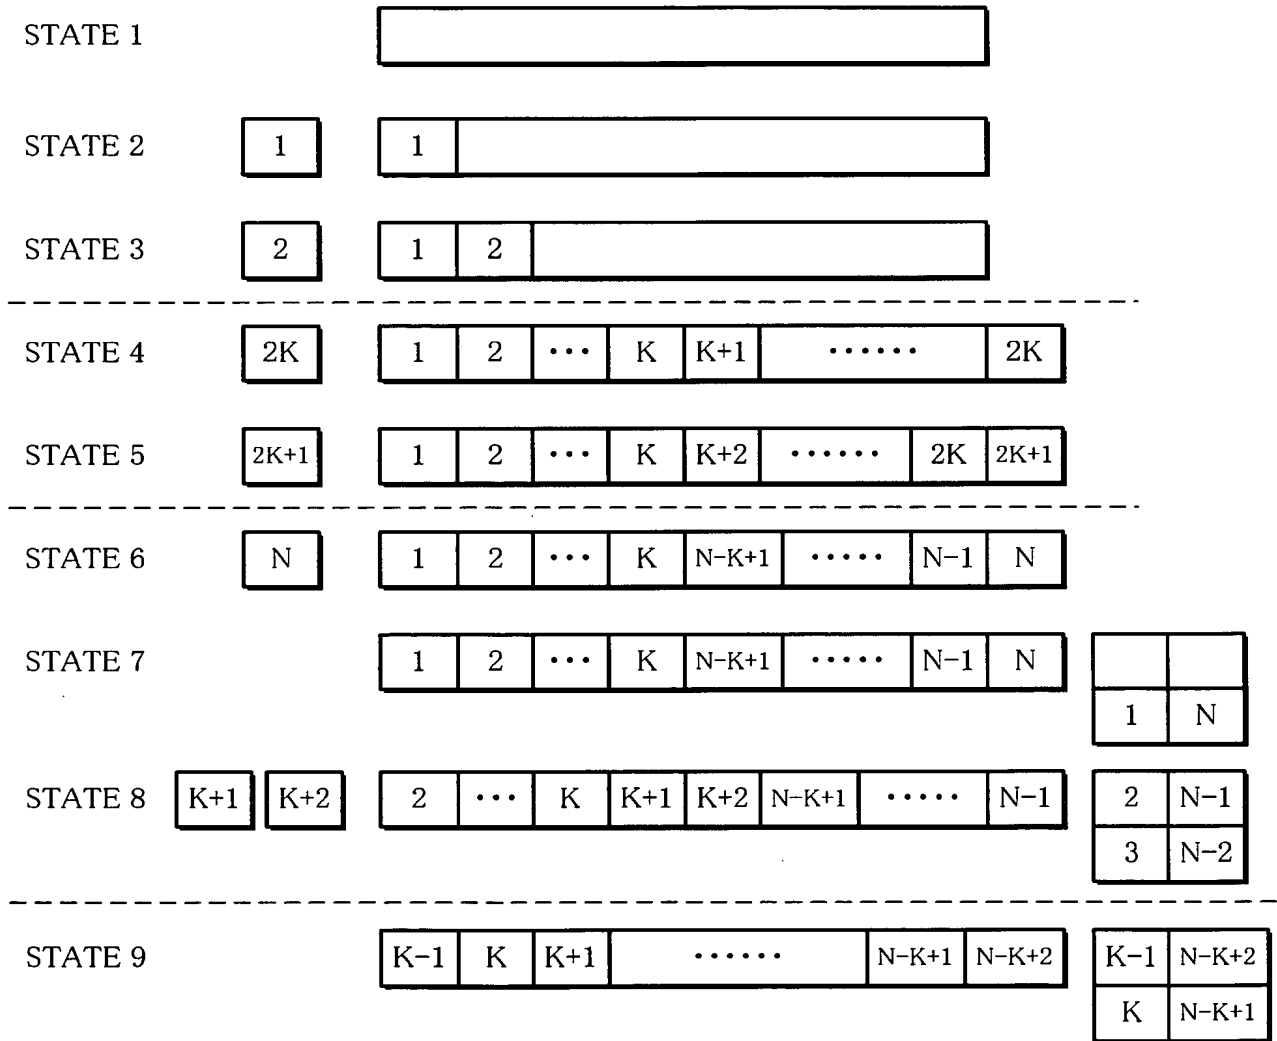 STATE 1
STATE 2 1 1
STATE 3 2 1 2
STATE 4 2K 1 2 ··· K K+1 ······ 2K
STATE 5 2K+1 1 2 ··· K K+2 ······ 2K 2K+1
STATE 6 N 1 2 ··· K N-K+1 ····· N-1 N
STATE 7 1 2 ··· K N-K+1 ····· N-1 N
1 N
STATE 8 K+1 K+2 2 ··· K K+1 K+2 N-K+1 ····· N-1 2 N-1
3 N-2
STATE 9 K-1 K K+1 ······ N-K+1 N-K+2 K-1 N-K+2
K N-K+1